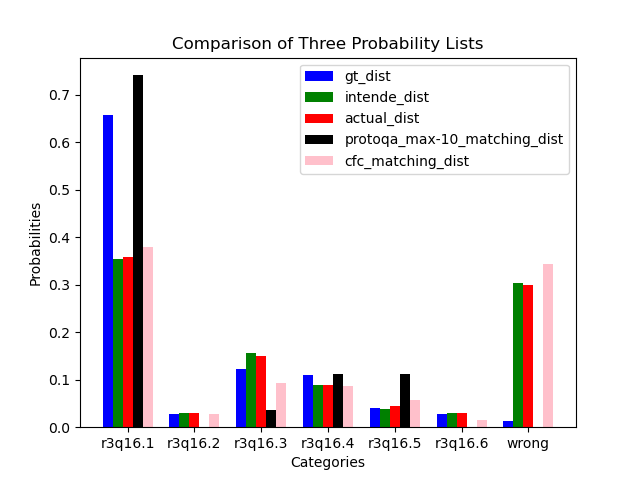 Comparison of Three Probability Lists
gt_dist
intende_dist
actual_dist
protoqa_max-10_matching_dist
cfc_matching_dist
Probabilities
0.7
0.6
0.5
0.4
0.3
0.2
0.1
0.0
r3q16.1 r3q16.2 r3q16.3 r3q16.4 r3q16.5 r3q16.6 wrong
Categories